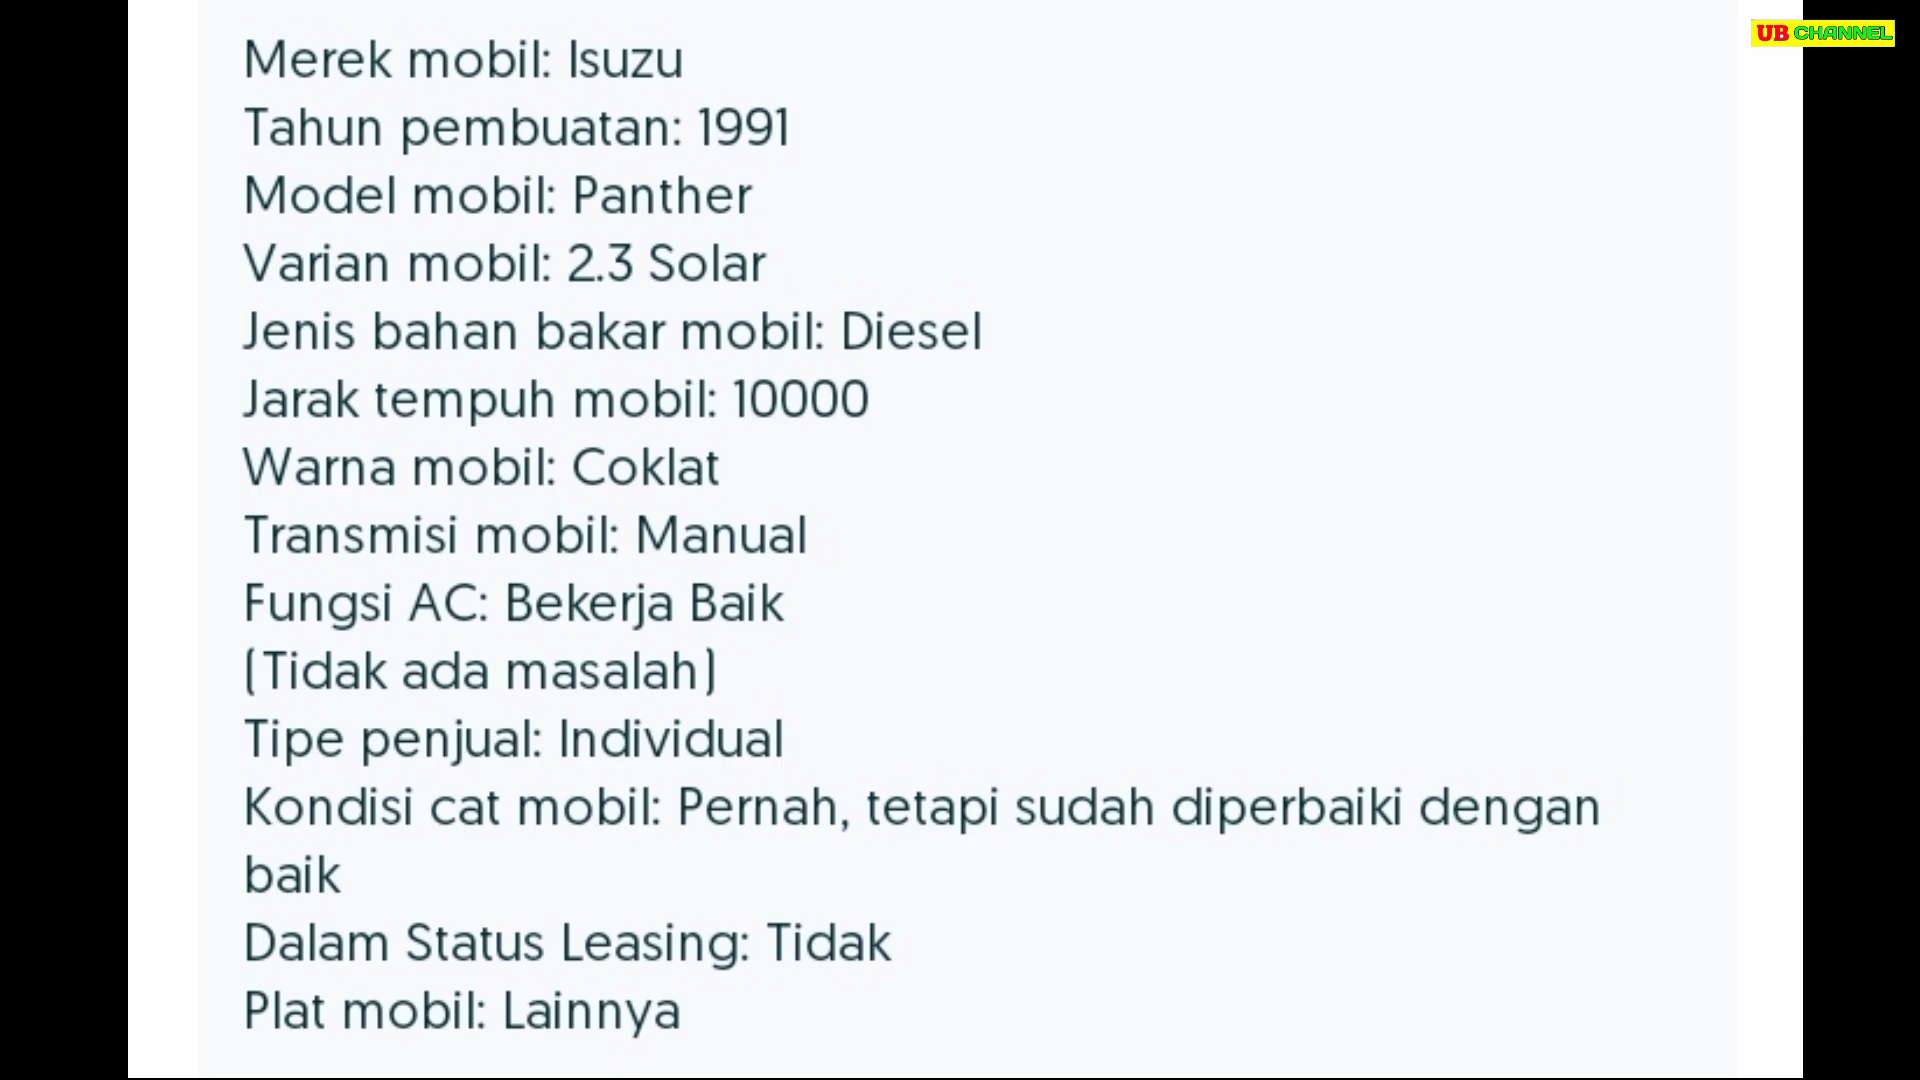 UB CHANNEL
Merek mobil: Isuzu
Tahun pembuatan: 1991
Model mobil: Panther
Varian mobil: 2.3 Solar
Jenis bahan bakar mobil: Diesel
Jarak tempuh mobil: 10000
Warna mobil: Coklat
Transmisi mobil: Manual
Fungsi AC: Bekerja Baik
(Tidak ada masalah)
Tipe penjual: Individual
Kondisi cat mobil: Pernah, tetapi sudah diperbaiki dengan
baik
Dalam Status Leasing: Tidak
Plat mobil: Lainnya